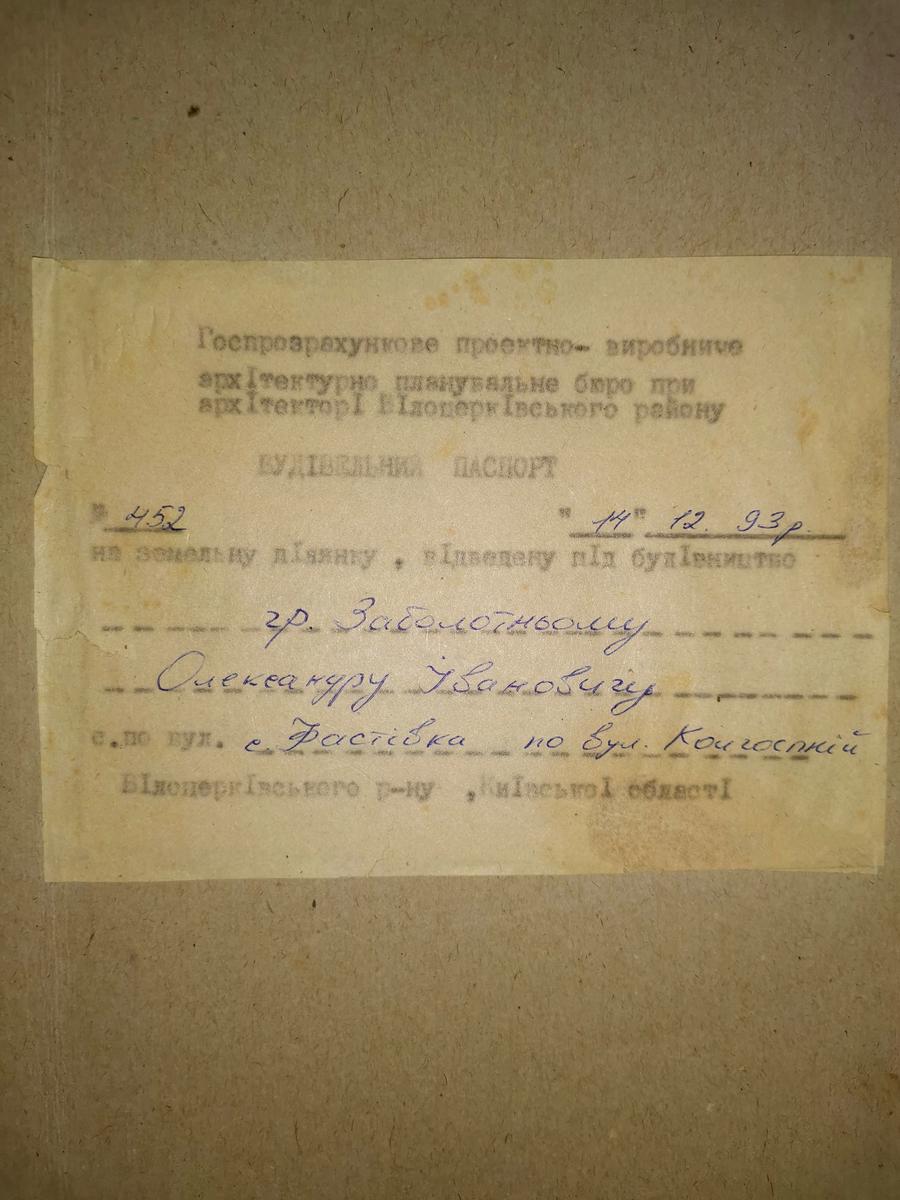 Госпрозрахункове проектно- виробниче
архітектурно планувальне бюро при
архітекторі Білоцерківського району
БУДІВЕЛЬНИЙ ПАСПОРТ
№ 452 " 14 " 12. 93р.
на земельну ділянку , відведену під будівництво
гр. Заболотньому
Олександру Івановичу
с.по вул. с. Фастівка по вул. Колгоспній
Білоцерківського р-ну , Київської області